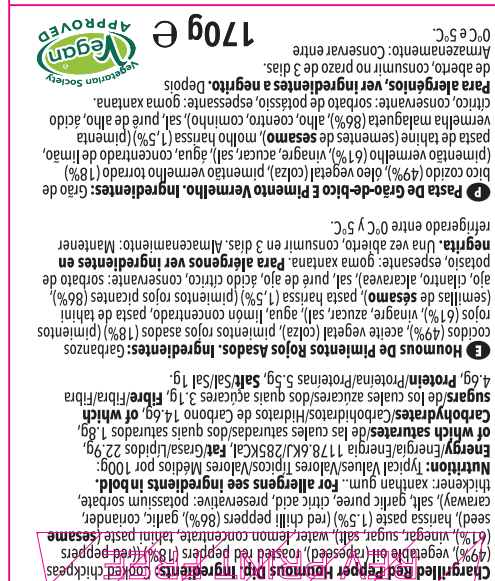 Chargrilled Red Pepper Houmous Dip. Ingredients: cooked chickpeas
(49%), vegetable oil (rapeseed), roasted red peppers (18%) (red peppers
(61%), vinegar, sugar, salt), water, lemon concentrate, tahini paste (sesame
seed), harissa paste (1.5%) (red chilli peppers (86%), garlic, coriander,
caraway), salt, garlic puree, citric acid, preservative: potassium sorbate,
thickener: xanthan gum.. For allergens see ingredients in bold.
Nutrition: Typical Values/Valores Típicos/Valores Médios por 100g:
Energy/Energía/Energia 1178.6kJ/285KCal, Fat/Grasa/Lípidos 22.9g,
of which saturates/de las cuales saturadas/dos quais saturados 1.8g,
Carbohydrates/Carbohidratos/Hidratos de Carbono 14.6g, of which
sugars/de los cuales azúcares/dos quais açúcares 3.1g, Fibre/Fibra/Fibra
4.6g, Protein/Proteína/Proteínas 5.5g, Salt/Sal/Sal 1g.
E Houmous De Pimientos Rojos Asados. Ingredientes: Garbanzos
cocidos (49%), aceite vegetal (colza), pimientos rojos asados (18%) (pimientos
rojos (61%), vinagre, azucar, sal), agua, limón concentrado, pasta de tahini
(semillas de sésamo), pasta harissa (1,5%) (pimientos rojos picantes (86%),
ajo, cilantro, alcaravea), sal, puré de ajo, ácido cítrico, conservante: sorbato de
potasio, espesante: goma xantana. Para alérgenos ver ingredientes en
negrita. Una vez abierto, consumir en 3 días. Almacenamiento: Mantener
refrigerado entre 0°C y 5°C.
P Pasta De Grão-de-bico E Pimento Vermelho. Ingredientes: Grão de
bico cozido (49%), óleo vegetal (colza), pimentão vermelho torrado (18%)
(pimentão vermelho (61%), vinagre, acucar, sal), água, concentrado de limão,
pasta de tahine (sementes de sesamo), molho harissa (1,5%) (pimenta
vermelha malagueta (86%), alho, coentro, cominho), sal, purê de alho, ácido
cítrico, conservante: sorbato de potássio, espessante: goma xantana.
Para alergénios, ver ingredientes a negrito. Depois
de aberto, consumir no prazo de 3 dias.
Armazenamento: Conservar entre
0°C e 5°C.
170g e
Vegetarian Society
Vegan
APPROVED